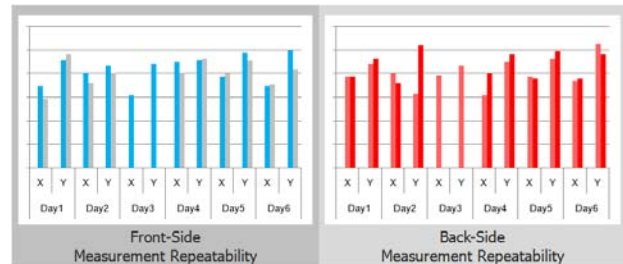 X Y X Y X Y X Y X Y X Y
Day1 Day2 Day3 Day4 Day5 Day6
Front-Side
Measurement Repeatability
X Y X Y X Y X Y X Y X Y
Day1 Day2 Day3 Day4 Day5 Day6
Back-Side
Measurement Repeatability